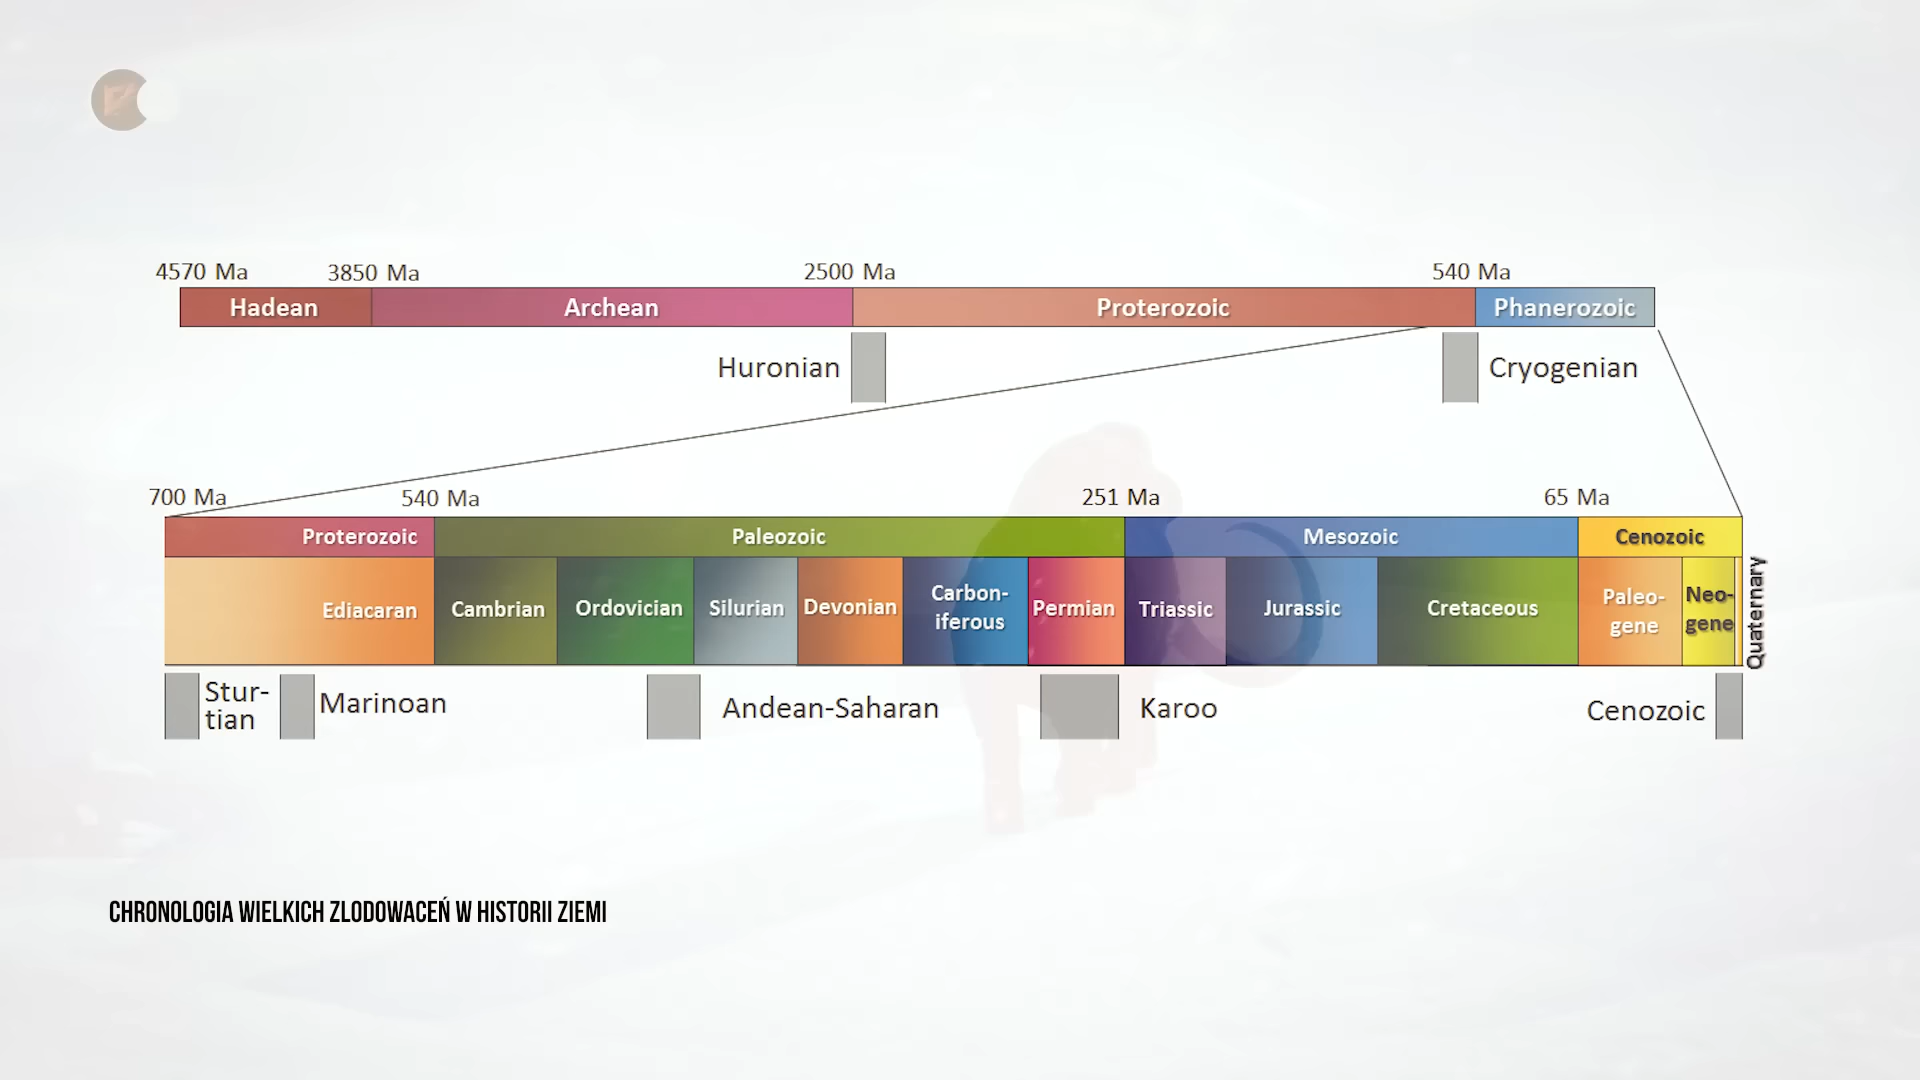 4570 Ma 3850 Ma 2500 Ma 540 Ma
Hadean Archean Proterozoic Phanerozoic
Huronian Cryogenian
700 Ma 540 Ma 251 Ma 65 Ma
Proterozoic Paleozoic Mesozoic Cenozoic
Ediacaran Cambrian Ordovician Silurian Devonian
Carbon-
iferous
Permian Triassic Jurassic Cretaceous
Paleo-
gene
Neo-
gene
Quaternary
Stur-
tian
Marinoan Andean-Saharan Karoo Cenozoic
CHRONOLOGIA WIELKICH ZLODOWACEŃ W HISTORII ZIEMI